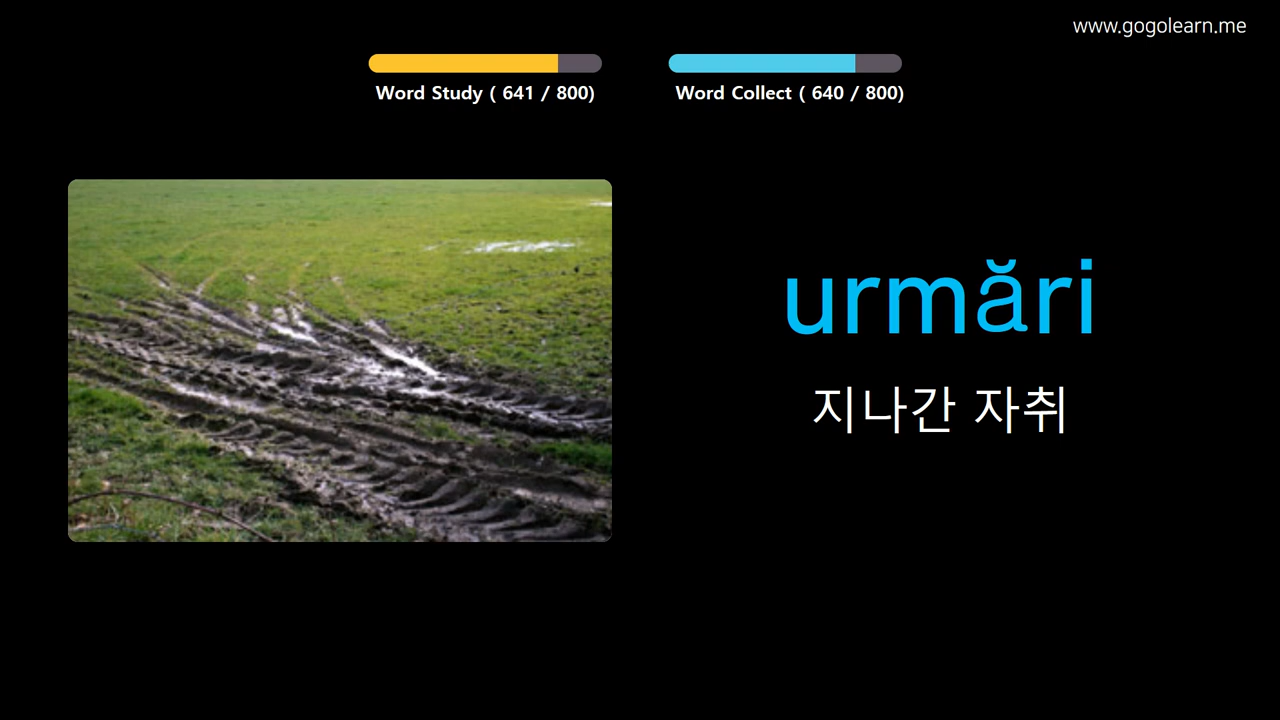 www.gogolearn.me
Word Study ( 641 / 800)
Word Collect ( 640 / 800)
urmări
지나간 자취